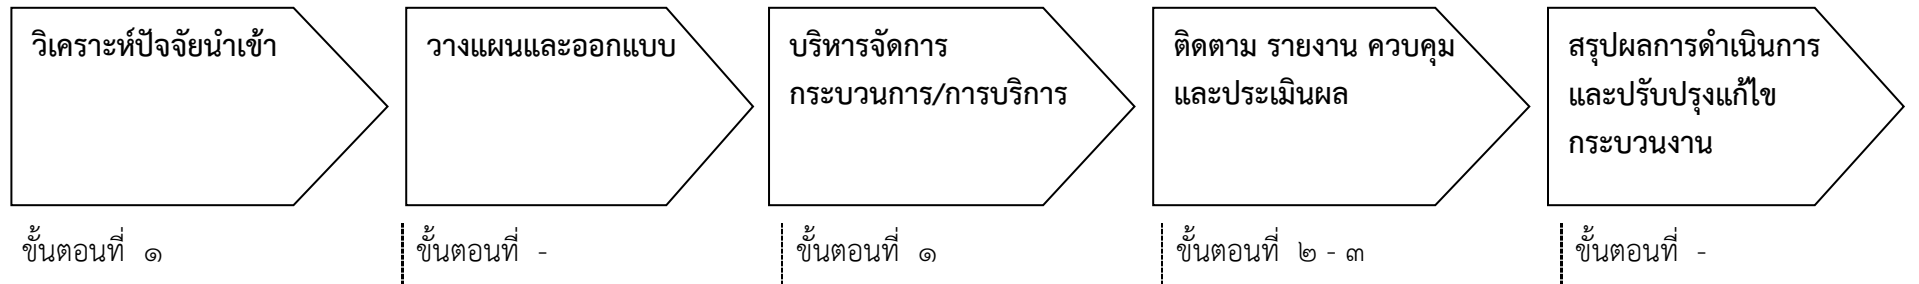 วิเคราะห์ปัจจัยนำเข้า
วางแผนและออกแบบ
บริหารจัดการ
กระบวนการ/การบริการ
ติดตาม รายงาน ควบคุม
และประเมินผล
สรุปผลการดำเนินการ
และปรับปรุงแก้ไข
กระบวนงาน
ขั้นตอนที่ ๑
ขั้นตอนที่ -
ขั้นตอนที่ ๑
ขั้นตอนที่ ๒ - ๓
ขั้นตอนที่ -